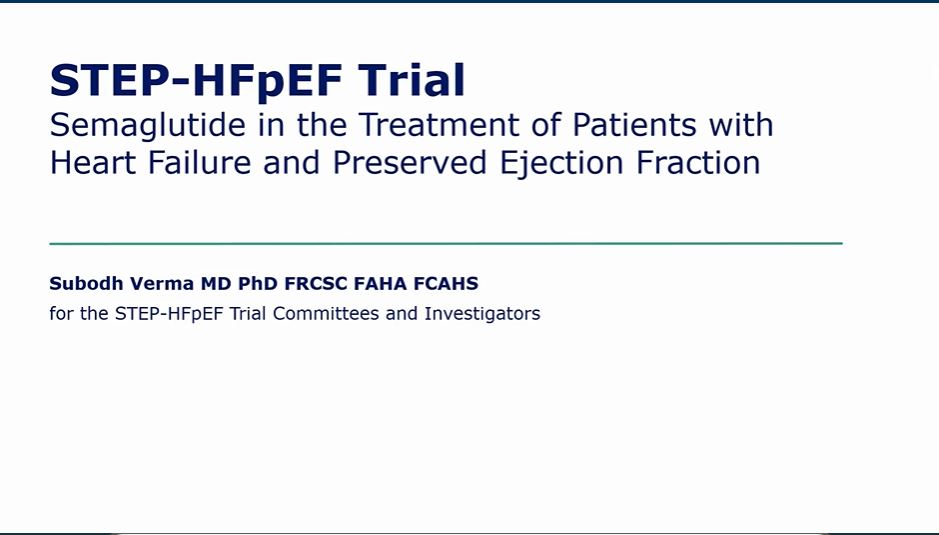 STEP-HFpEF Trial
Semaglutide in the Treatment of Patients with
Heart Failure and Preserved Ejection Fraction
Subodh Verma MD PhD FRCSC FAHA FCAHS
for the STEP-HFpEF Trial Committees and Investigators